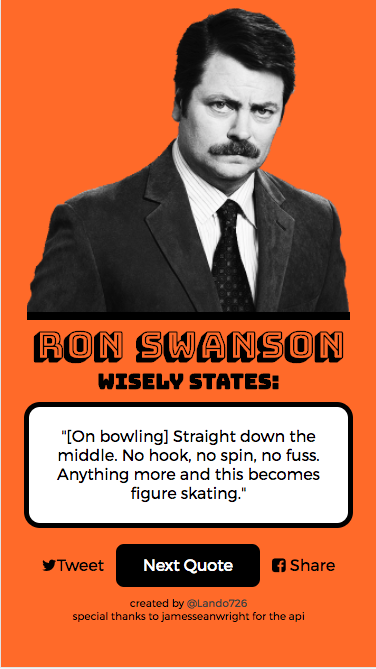 RON SWANSON
WISELY STATES:
"[On bowling] Straight down the
middle. No hook, no spin, no fuss.
Anything more and this becomes
figure skating."
Tweet Next Quote Share
created by @Lando726
special thanks to jamesseanwright for the api